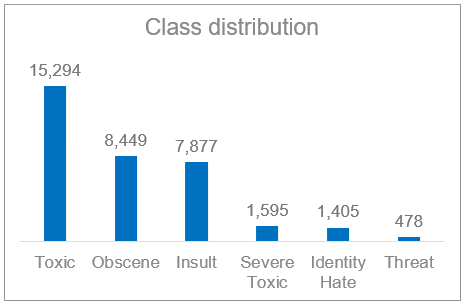 Class distribution
15,294
8,449
7,877
1,595
1,405
478
Toxic
Obscene
Insult
Severe
Toxic
Identity
Hate
Threat